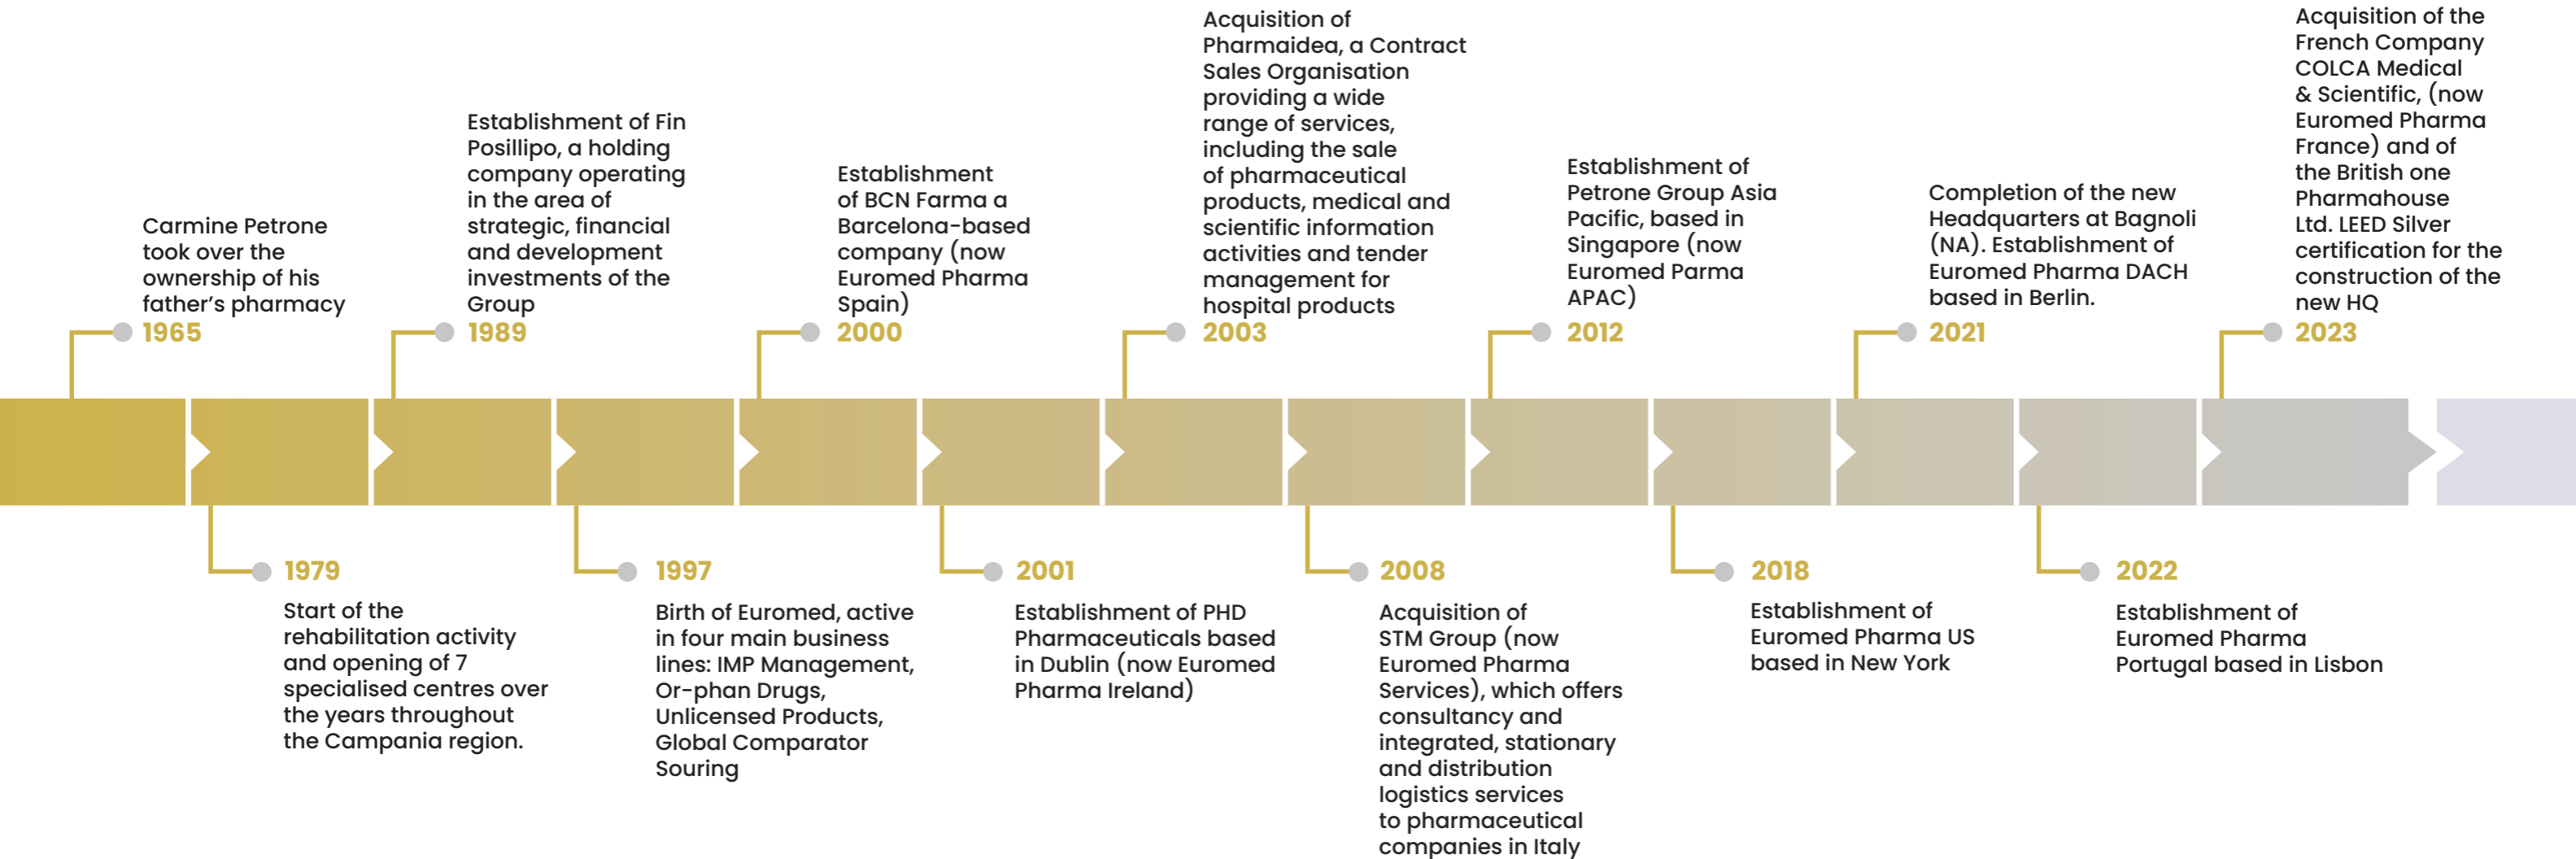 Carmine Petrone
took over the
ownership of his
father's pharmacy
1965
1979
Start of the
rehabilitation activity
and opening of 7
specialised centres over
the years throughout
the Campania region.
Establishment of Fin
Posillipo, a holding
company operating
in the area of
strategic, financial
and development
investments of the
Group
1989
1997
Birth of Euromed, active
in four main business
lines: IMP Management,
Or-phan Drugs,
Unlicensed Products,
Global Comparator
Souring
Establishment
of BCN Farma a
Barcelona-based
company (now
Euromed Pharma
Spain)
2000
2001
Establishment of PHD
Pharmaceuticals based
in Dublin (now Euromed
Pharma Ireland)
Acquisition of
Pharmaidea, a Contract
Sales Organisation
providing a wide
range of services,
including the sale
of pharmaceutical
products, medical and
scientific information
activities and tender
management for
hospital products
2003
2008
Acquisition of
STM Group (now
Euromed Pharma
Services), which offers
consultancy and
integrated, stationary
and distribution
logistics services
to pharmaceutical
companies in Italy
Establishment of
Petrone Group Asia
Pacific, based in
Singapore (now
Euromed Parma
APAC)
2012
2018
Establishment of
Euromed Pharma US
based in New York
Completion of the new
Headquarters at Bagnoli
(NA). Establishment of
Euromed Pharma DACH
based in Berlin.
2021
2022
Establishment of
Euromed Pharma
Portugal based in Lisbon
Acquisition of the
French Company
COLCA Medical
& Scientific, (now
Euromed Pharma
France) and of
the British one
Pharmahouse
Ltd. LEED Silver
certification for the
construction of the
new HQ
2023